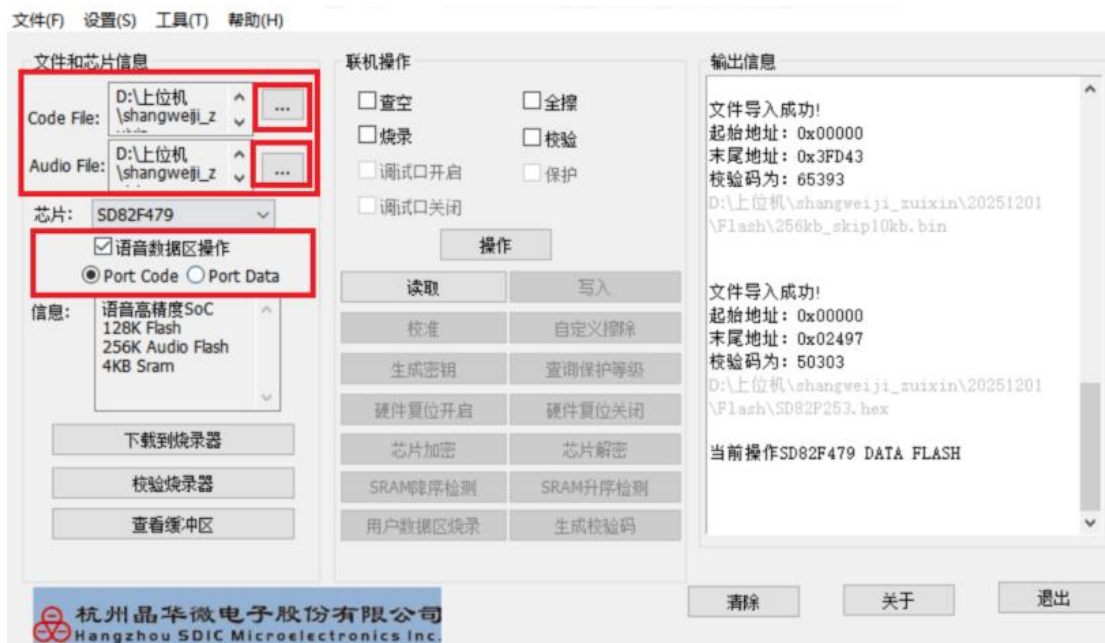 文件(F) 设置(S) 工具(T) 帮助(H)
文件和芯片信息
Code File:
D:\上位机
\shangweiji_z
...
Audio File:
D:\上位机
\shangweiji_z
...
芯片:
SD82F479
语音数据区操作
Port Code
Port Data
信息:
语音高精度SoC
128K Flash
256K Audio Flash
4KB Sram
下载到烧录器
校验烧录器
查看缓冲区
联机操作
查空
全擦
烧录
校验
调试口开启
保护
调试口关闭
操作
读取
写入
校准
自定义擦除
生成密钥
查询保护等级
硬件复位开启
硬件复位关闭
芯片加密
芯片解密
SRAM降序检测
SRAM升序检测
用户数据区烧录
生成校验码
输出信息
文件导入成功!
起始地址: 0x00000
末尾地址: 0x3FD43
校验码为: 65393
D:\上位机\shangweiji_zuixin\20251201
\Flash\256kb_skip10kb.bin
文件导入成功!
起始地址: 0x00000
末尾地址: 0x02497
校验码为: 50303
D:\上位机\shangweiji_zuixin\20251201
\Flash\SD82P253.hex
当前操作SD82F479 DATA FLASH
清除
关于
退出
杭州晶华微电子股份有限公司
Hangzhou SDIC Microelectronics Inc.